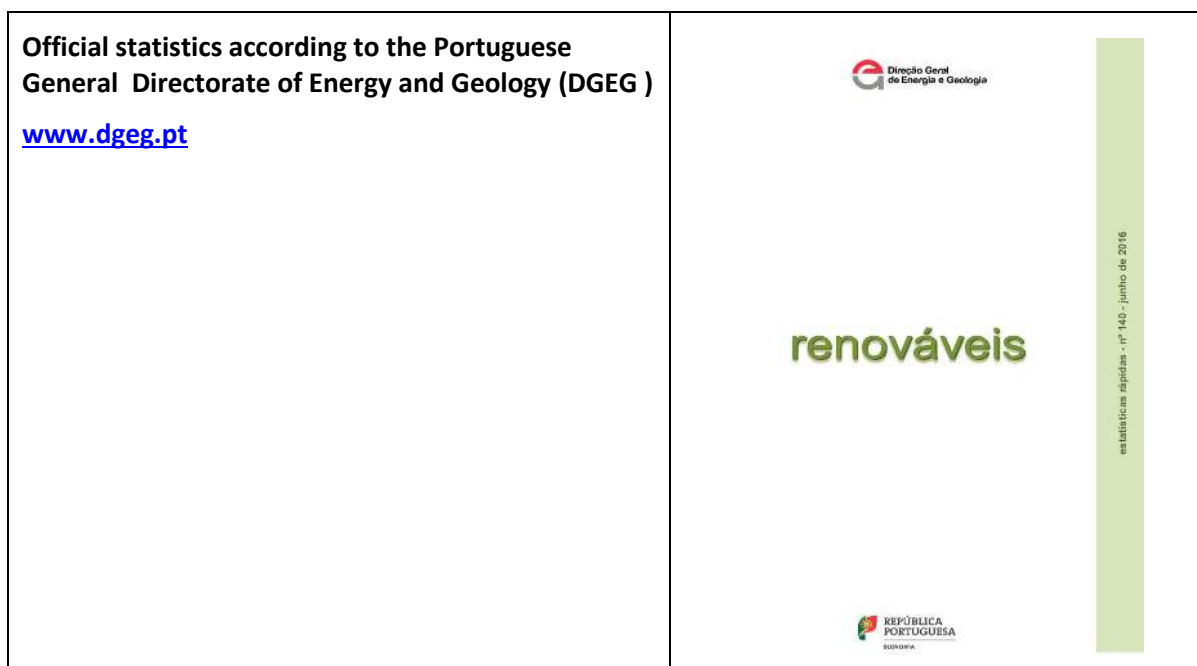 Official statistics according to the Portuguese
General Directorate of Energy and Geology (DGEG )
www.dgeg.pt
Direção Geral
de Energia e Geologia
renováveis
estatísticas rápidas - nº 140 - junho de 2016
REPÚBLICA
PORTUGUESA
ECONOMIA